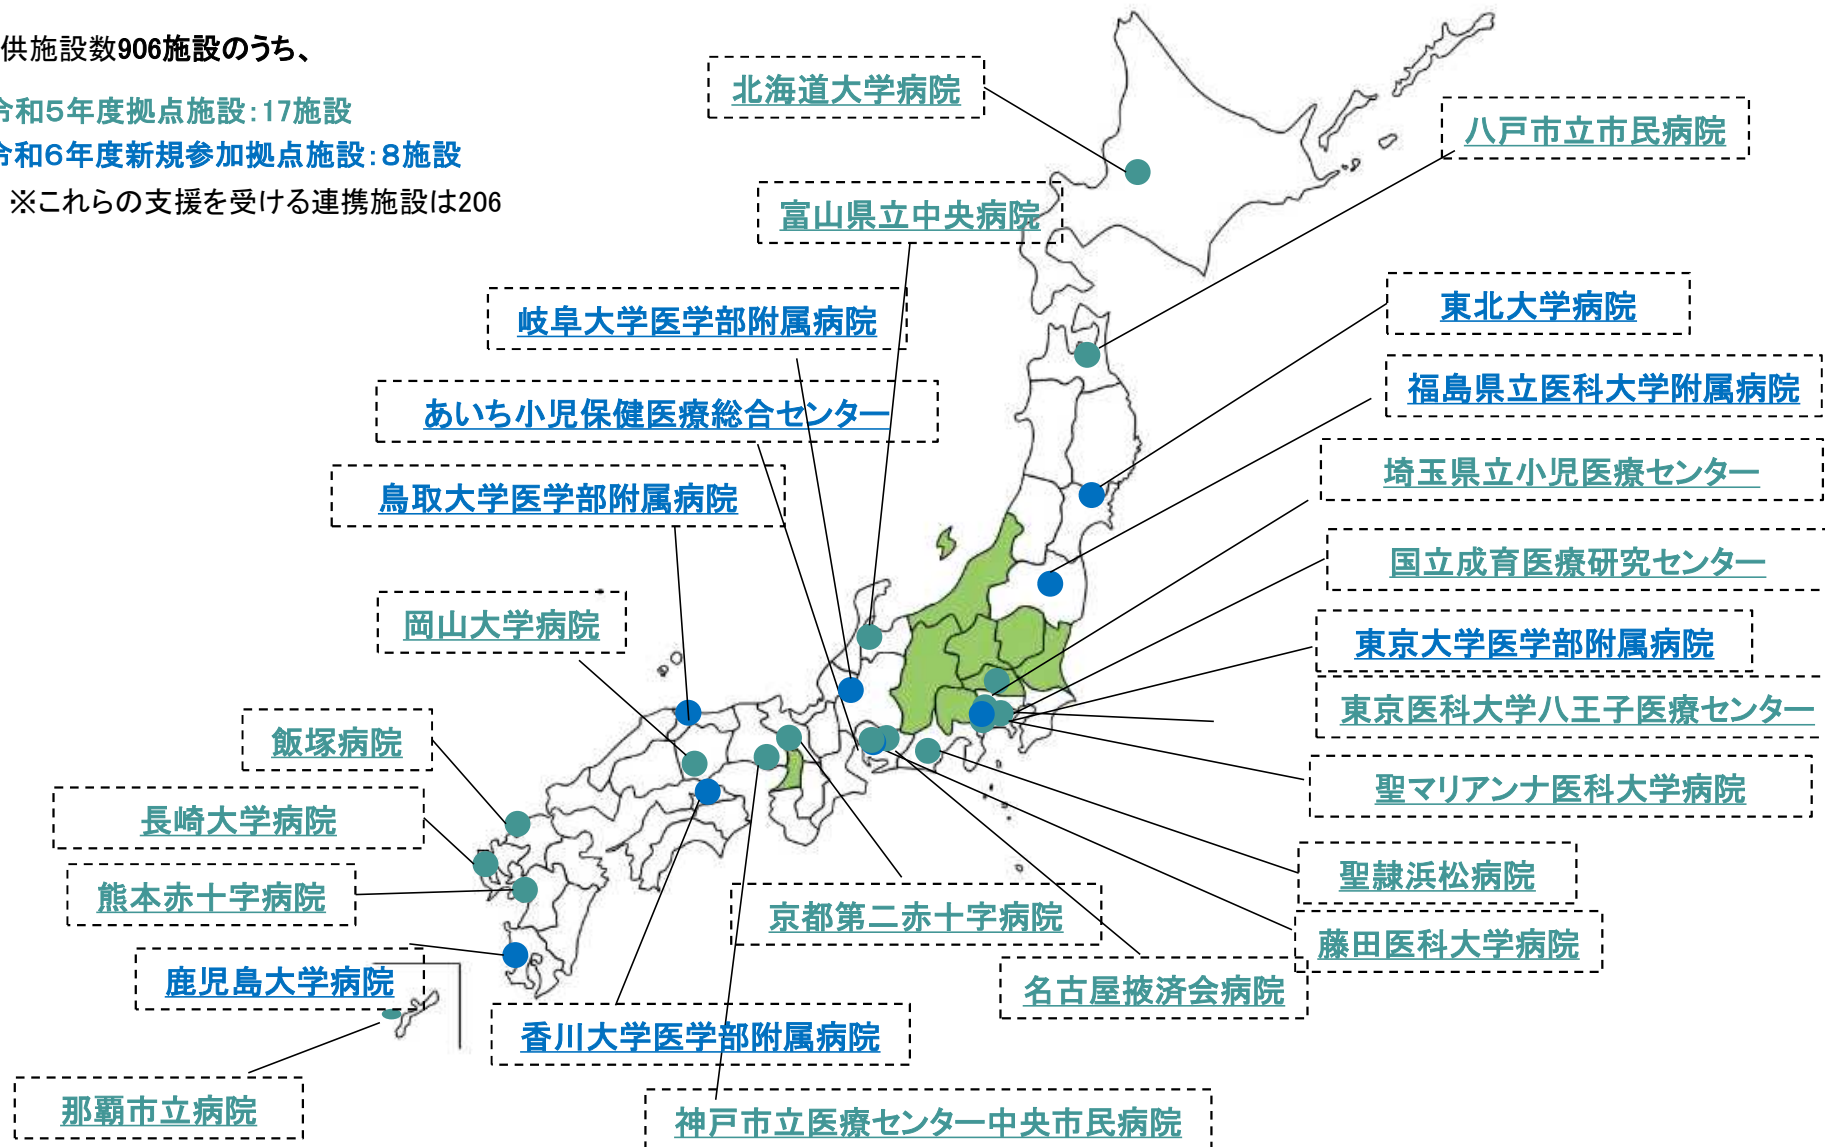 供施設数906施設のうち、
令和5年度拠点施設：17施設
令和6年度新規参加拠点施設：8施設
※これらの支援を受ける連携施設は206
北海道大学病院
八戸市立市民病院
富山県立中央病院
東北大学病院
岐阜大学医学部附属病院
福島県立医科大学附属病院
あいち小児保健医療総合センター
埼玉県立小児医療センター
鳥取大学医学部附属病院
国立成育医療研究センター
岡山大学病院
東京大学医学部附属病院
東京医科大学八王子医療センター
飯塚病院
聖マリアンナ医科大学病院
長崎大学病院
聖隷浜松病院
熊本赤十字病院
京都第二赤十字病院
藤田医科大学病院
鹿児島大学病院
名古屋掖済会病院
香川大学医学部附属病院
那覇市立病院
神戸市立医療センター中央市民病院